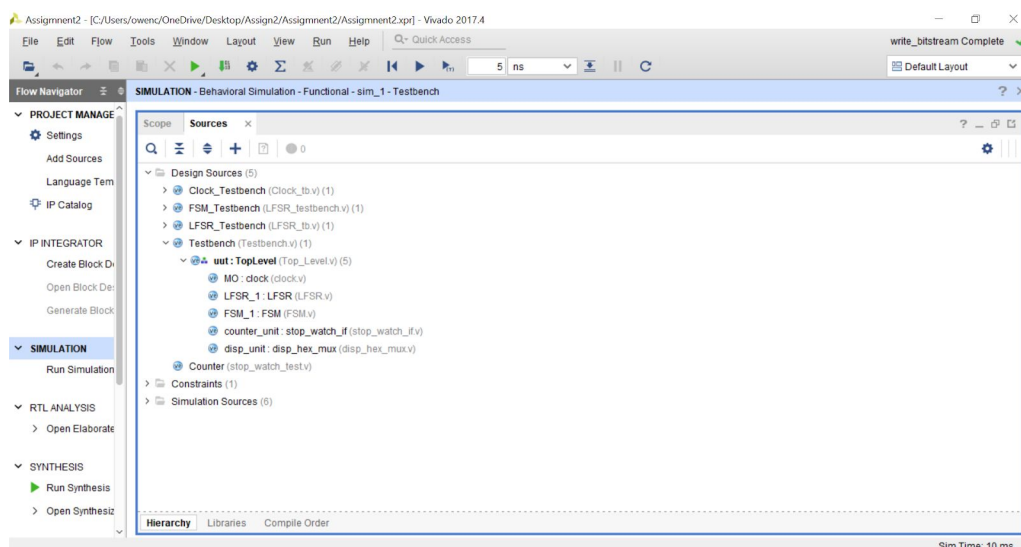 Assigmnent2 - [C:/Users/owenc/OneDrive/Desktop/Assign2/Assigmnent2/Assigmnent2.xpr] - Vivado 2017.4
File Edit Flow Tools Window Layout View Run Help Q- Quick Access write_bitstream Complete
5 ns Default Layout
Flow Navigator SIMULATION - Behavioral Simulation - Functional - sim_1 - Testbench
PROJECT MANAGE
Settings
Add Sources
Language Tem
IP Catalog
IP INTEGRATOR
Create Block De
Open Block Des
Generate Block
SIMULATION
Run Simulation
RTL ANALYSIS
Open Elaborate
SYNTHESIS
Run Synthesis
Open Synthesiz
Scope Sources
0
Design Sources (5)
Clock_Testbench (Clock_tb.v) (1)
FSM_Testbench (LFSR_testbench.v) (1)
LFSR_Testbench (LFSR_tb.v) (1)
Testbench (Testbench.v) (1)
uut : TopLevel (Top_Level.v) (5)
MO : clock (clock.v)
LFSR_1 : LFSR (LFSR.v)
FSM_1 : FSM (FSM.v)
counter_unit : stop_watch_if (stop_watch_if.v)
disp_unit : disp_hex_mux (disp_hex_mux.v)
Counter (stop_watch_test.v)
Constraints (1)
Simulation Sources (6)
Hierarchy Libraries Compile Order
Sim Time: 10 ms